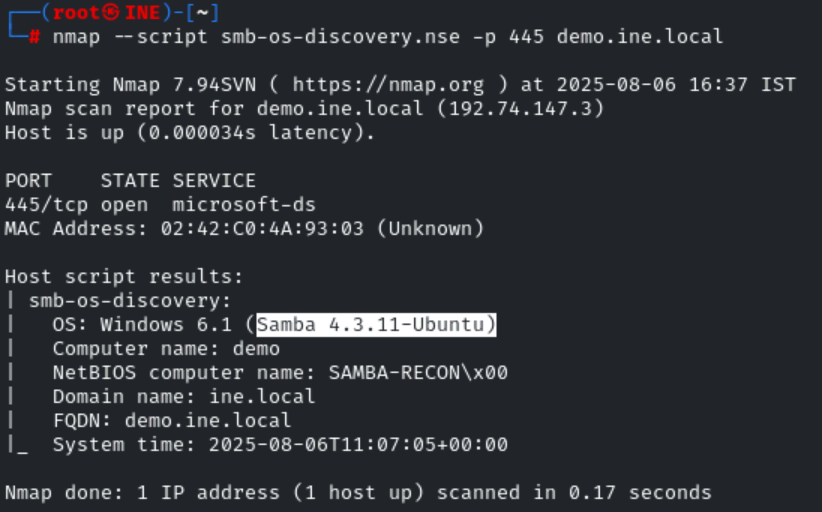 ┌──(root㉿INE)-[~]
└─# nmap --script smb-os-discovery.nse -p 445 demo.ine.local
Starting Nmap 7.94SVN ( https://nmap.org ) at 2025-08-06 16:37 IST
Nmap scan report for demo.ine.local (192.74.147.3)
Host is up (0.000034s latency).
PORT    STATE SERVICE
445/tcp open  microsoft-ds
MAC Address: 02:42:C0:4A:93:03 (Unknown)
Host script results:
| smb-os-discovery:
|   OS: Windows 6.1 (Samba 4.3.11-Ubuntu)
|   Computer name: demo
|   NetBIOS computer name: SAMBA-RECON\x00
|   Domain name: ine.local
|   FQDN: demo.ine.local
|_  System time: 2025-08-06T11:07:05+00:00
Nmap done: 1 IP address (1 host up) scanned in 0.17 seconds